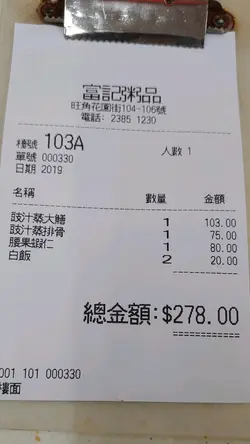 富記粥品
旺角花園街104-106號
電話: 2385 1230
檯號 103A 人數 1
單號 000330
日期 2019
名稱 數量 金額
豉汁蒸大鱔 1 103.00
豉汁蒸排骨 1 75.00
腰果蝦仁 1 80.00
白飯 2 20.00
總金額: $278.00
001 101 000330
樓面